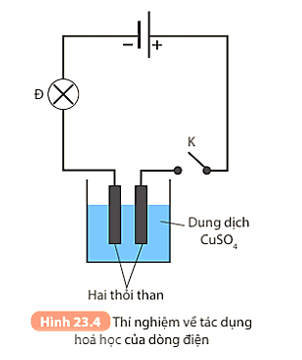 − +
Đ
K
Dung dịch
CuSO₄
Hai thỏi than
Hình 23.4 Thí nghiệm về tác dụng
hoá học của dòng điện